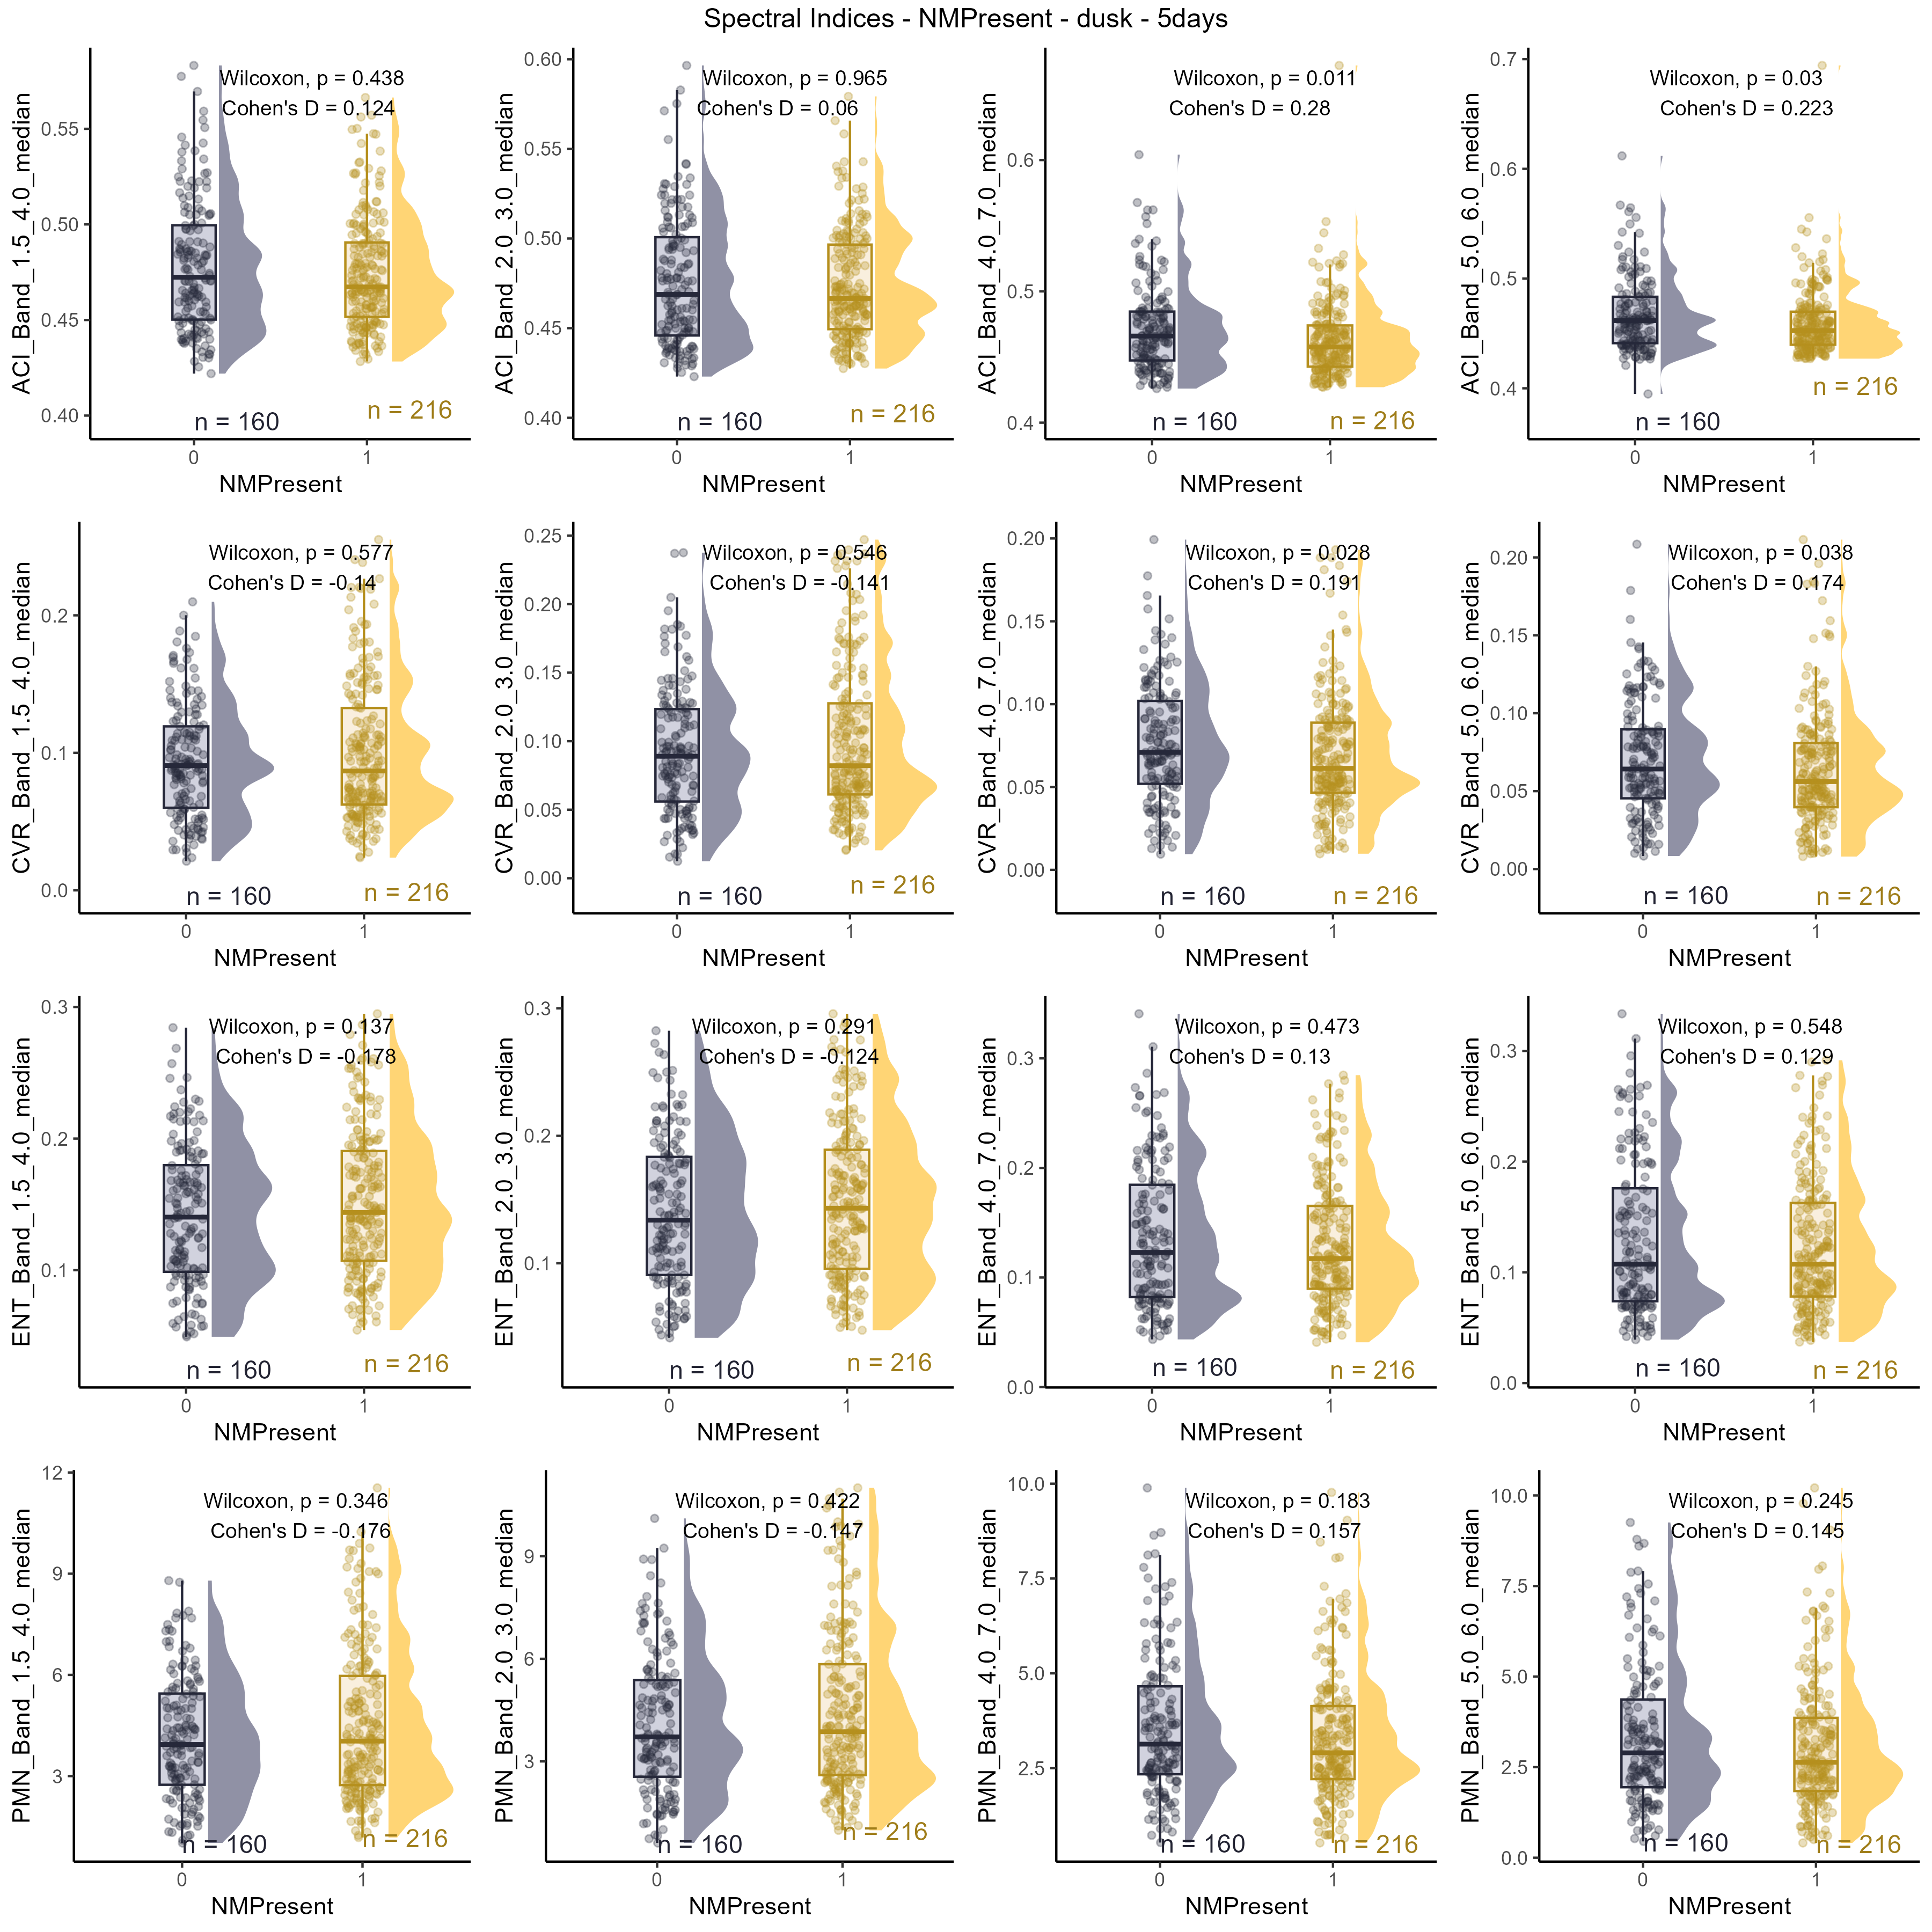 Spectral Indices - NMPresent - dusk - 5days
ACI_Band_1.5_4.0_median
0.55
0.50
0.45
0.40
Wilcoxon, p = 0.438
Cohen's D = 0.124
n = 160
n = 216
0
1
NMPresent
ACI_Band_2.0_3.0_median
0.60
0.55
0.50
0.45
0.40
Wilcoxon, p = 0.965
Cohen's D = 0.06
n = 160
n = 216
0
1
NMPresent
ACI_Band_4.0_7.0_median
0.6
0.5
0.4
Wilcoxon, p = 0.011
Cohen's D = 0.28
n = 160
n = 216
0
1
NMPresent
ACI_Band_5.0_6.0_median
0.7
0.6
0.5
0.4
Wilcoxon, p = 0.03
Cohen's D = 0.223
n = 160
n = 216
0
1
NMPresent
CVR_Band_1.5_4.0_median
0.2
0.1
0.0
Wilcoxon, p = 0.577
Cohen's D = -0.14
n = 160
n = 216
0
1
NMPresent
CVR_Band_2.0_3.0_median
0.25
0.20
0.15
0.10
0.05
0.00
Wilcoxon, p = 0.546
Cohen's D = -0.141
n = 160
n = 216
0
1
NMPresent
CVR_Band_4.0_7.0_median
0.20
0.15
0.10
0.05
0.00
Wilcoxon, p = 0.028
Cohen's D = 0.191
n = 160
n = 216
0
1
NMPresent
CVR_Band_5.0_6.0_median
0.20
0.15
0.10
0.05
0.00
Wilcoxon, p = 0.038
Cohen's D = 0.174
n = 160
n = 216
0
1
NMPresent
ENT_Band_1.5_4.0_median
0.3
0.2
0.1
Wilcoxon, p = 0.137
Cohen's D = -0.178
n = 160
n = 216
0
1
NMPresent
ENT_Band_2.0_3.0_median
0.3
0.2
0.1
Wilcoxon, p = 0.291
Cohen's D = -0.124
n = 160
n = 216
0
1
NMPresent
ENT_Band_4.0_7.0_median
0.3
0.2
0.1
0.0
Wilcoxon, p = 0.473
Cohen's D = 0.13
n = 160
n = 216
0
1
NMPresent
ENT_Band_5.0_6.0_median
0.3
0.2
0.1
0.0
Wilcoxon, p = 0.548
Cohen's D = 0.129
n = 160
n = 216
0
1
NMPresent
PMN_Band_1.5_4.0_median
12
9
6
3
Wilcoxon, p = 0.346
Cohen's D = -0.176
n = 160
n = 216
0
1
NMPresent
PMN_Band_2.0_3.0_median
9
6
3
Wilcoxon, p = 0.422
Cohen's D = -0.147
n = 160
n = 216
0
1
NMPresent
PMN_Band_4.0_7.0_median
10.0
7.5
5.0
2.5
Wilcoxon, p = 0.183
Cohen's D = 0.157
n = 160
n = 216
0
1
NMPresent
PMN_Band_5.0_6.0_median
10.0
7.5
5.0
2.5
0.0
Wilcoxon, p = 0.245
Cohen's D = 0.145
n = 160
n = 216
0
1
NMPresent